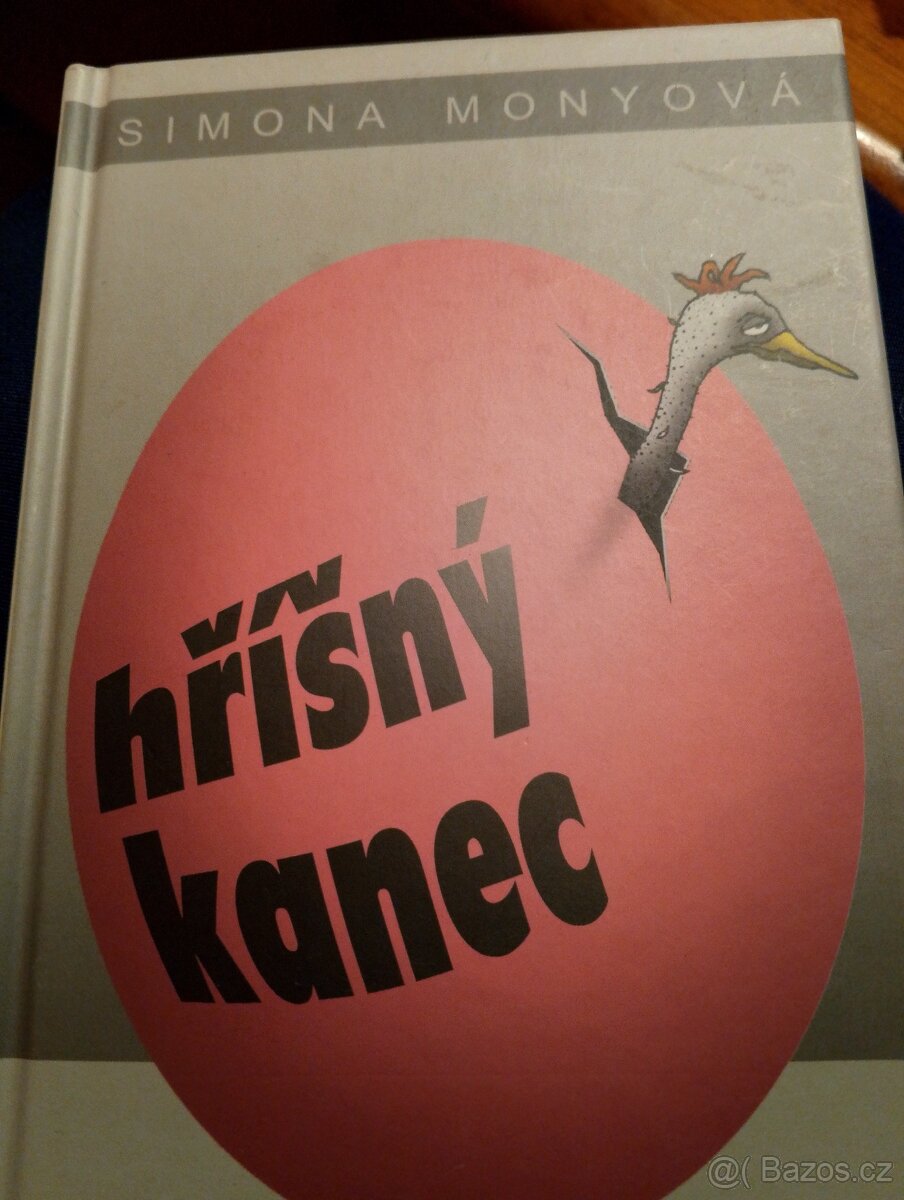 SIMONA MONYOVÁ
hříšný
kanec
@( Bazos.cz